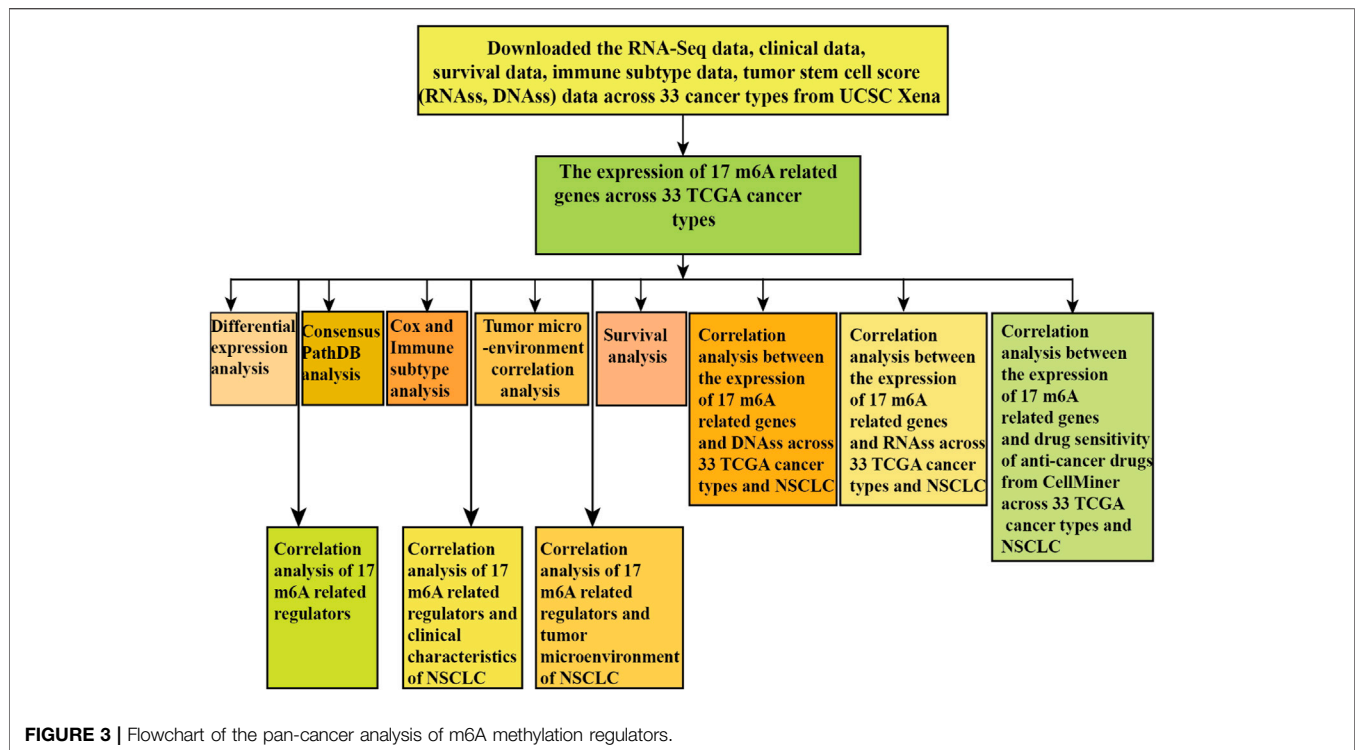 Downloaded the RNA-Seq data, clinical data,
survival data, immune subtype data, tumor stem cell score
(RNAss, DNAss) data across 33 cancer types from UCSC Xena
The expression of 17 m6A related
genes across 33 TCGA cancer
types
Differential
expression
analysis
Consensus
PathDB
analysis
Cox and
Immune
subtype
analysis
Tumor micro
-environment
correlation
analysis
Survival
analysis
Correlation
analysis between
the expression
of 17 m6A
related genes
and DNAss across
33 TCGA cancer
types and NSCLC
Correlation
analysis between
the expression
of 17 m6A
related genes
and RNAss across
33 TCGA cancer
types and NSCLC
Correlation
analysis between
the expression
of 17 m6A
related genes
and drug sensitivity
of anti-cancer drugs
from CellMiner
across 33 TCGA
cancer types and
NSCLC
Correlation
analysis of 17
m6A related
regulators
Correlation
analysis of 17
m6A related
regulators and
clinical
characteristics
of NSCLC
Correlation
analysis of 17
m6A related
regulators and
tumor
microenvironment
of NSCLC
FIGURE 3 | Flowchart of the pan-cancer analysis of m6A methylation regulators.